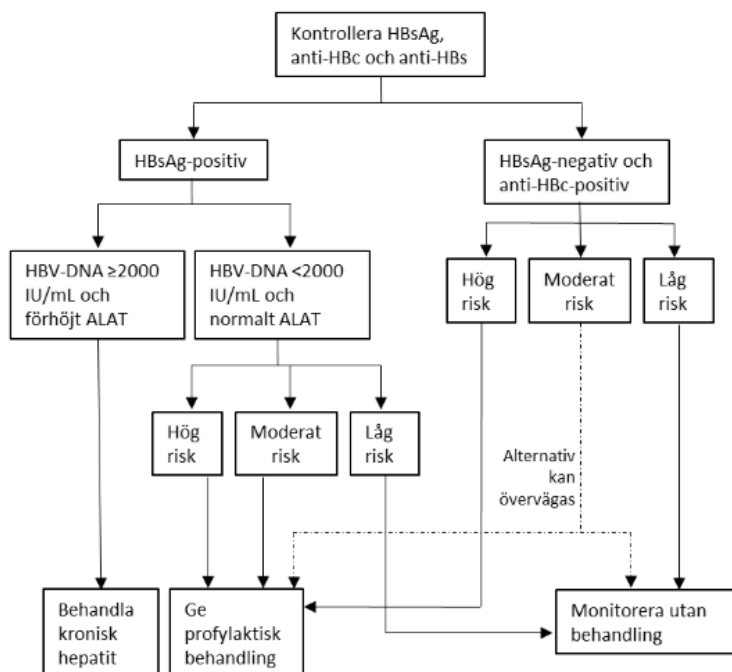 Kontrollera HBsAg,
anti-HBc och anti-HBs
HBsAg-positiv
HBsAg-negativ och
anti-HBc-positiv
HBV-DNA ≥2000
IU/mL och
förhöjt ALAT
HBV-DNA <2000
IU/mL och
normalt ALAT
Hög
risk
Moderat
risk
Låg
risk
Hög
risk
Moderat
risk
Låg
risk
Alternativ
kan
övervägas
Behandla
kronisk
hepatit
Ge
profylaktisk
behandling
Monitorera utan
behandling